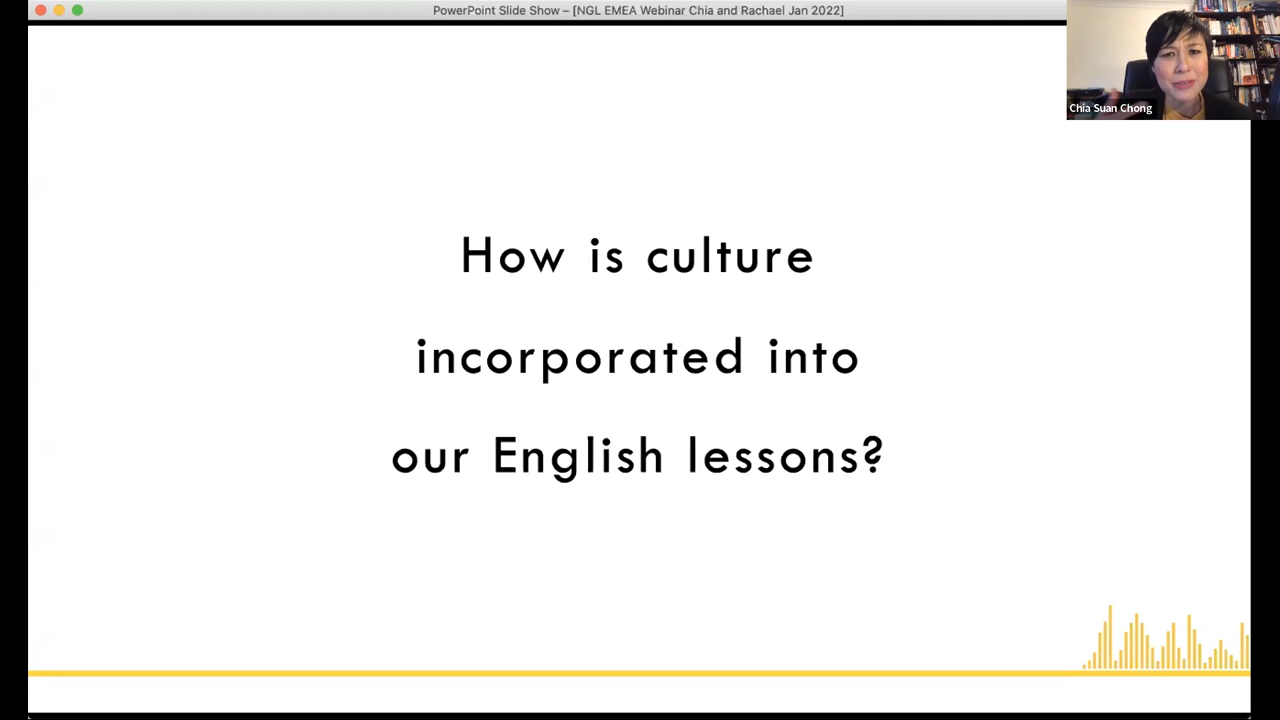 PowerPoint Slide Show – [NGL EMEA Webinar Chia and Rachael Jan 2022]
Chia Suan Chong
How is culture
incorporated into
our English lessons?